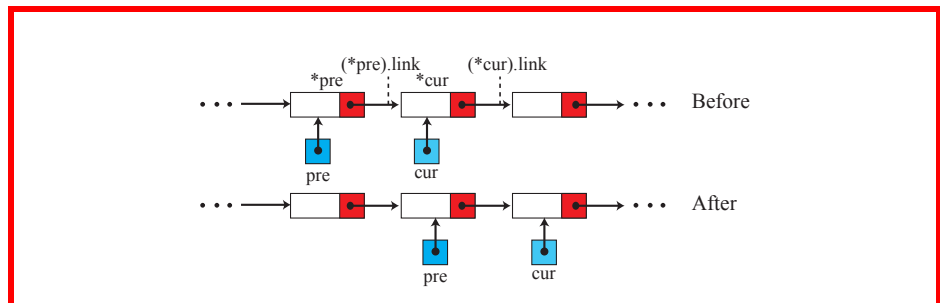 (*pre).link (*cur).link
*pre *cur
• • • • • • Before
pre cur
• • • • • • After
pre cur